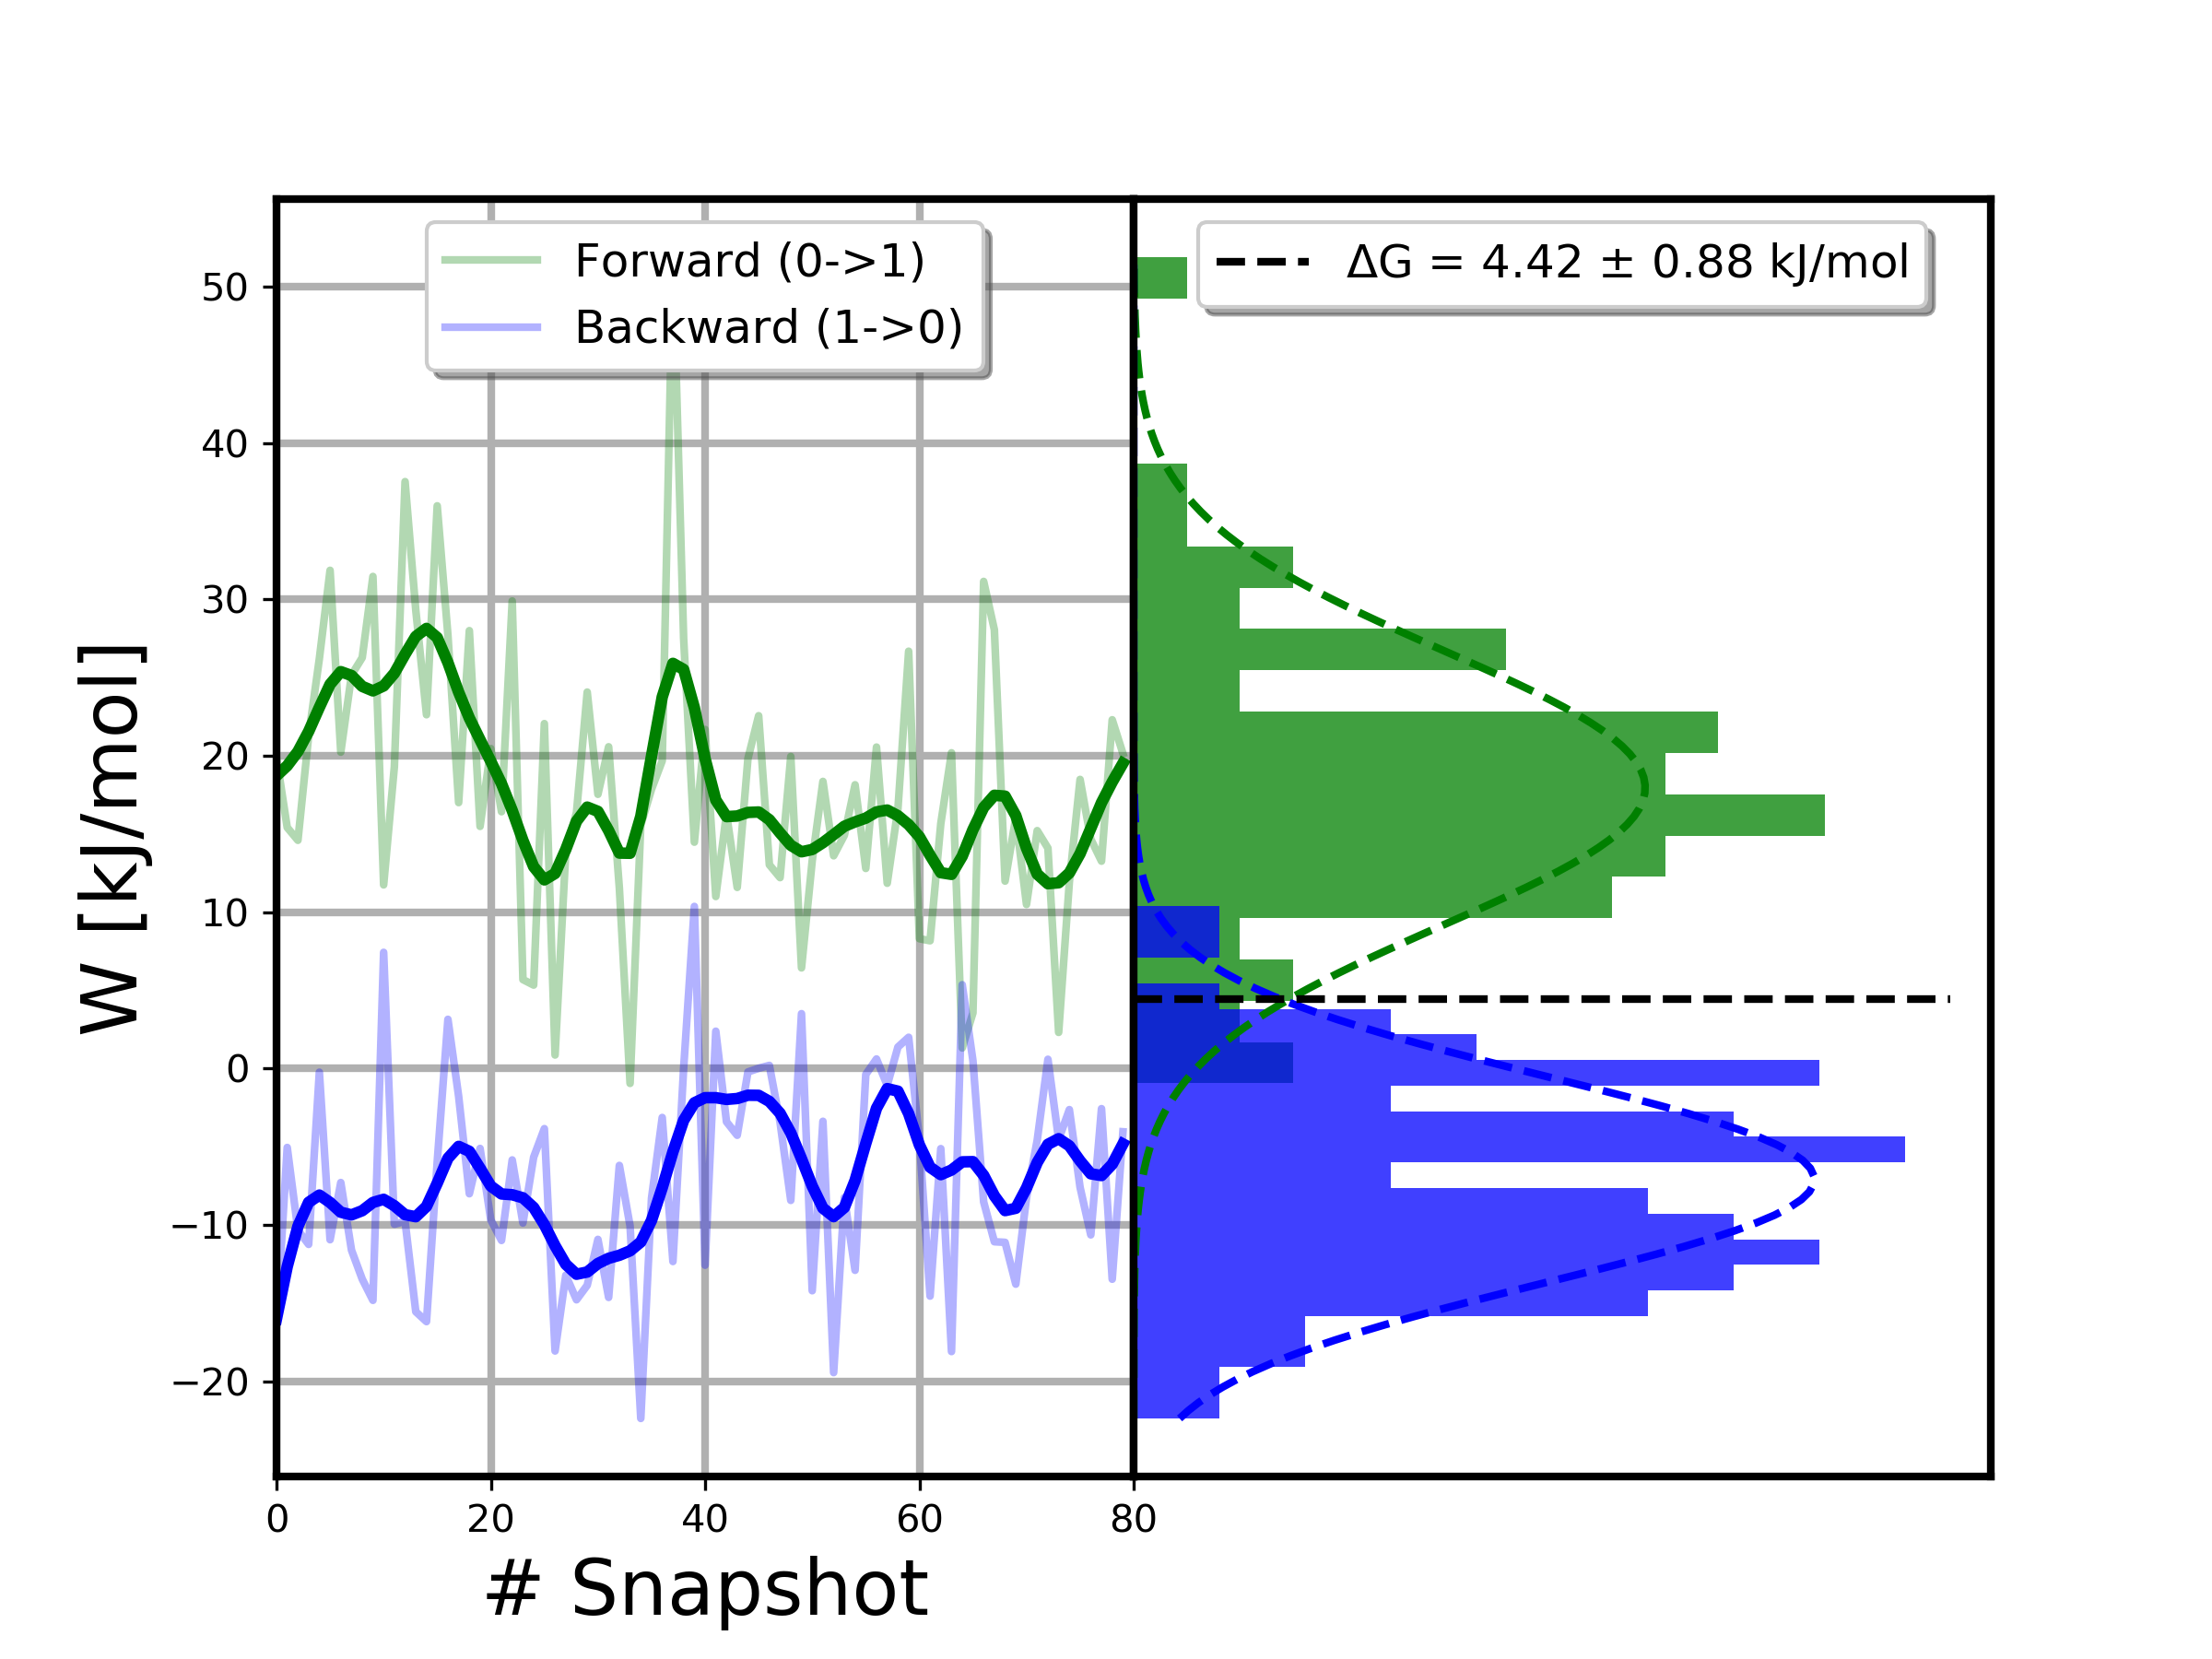 Forward (0->1)
Backward (1->0)
ΔG = 4.42 ± 0.88 kJ/mol
W [kJ/mol]
50
40
30
20
10
0
−10
−20
0 20 40 60 80
# Snapshot